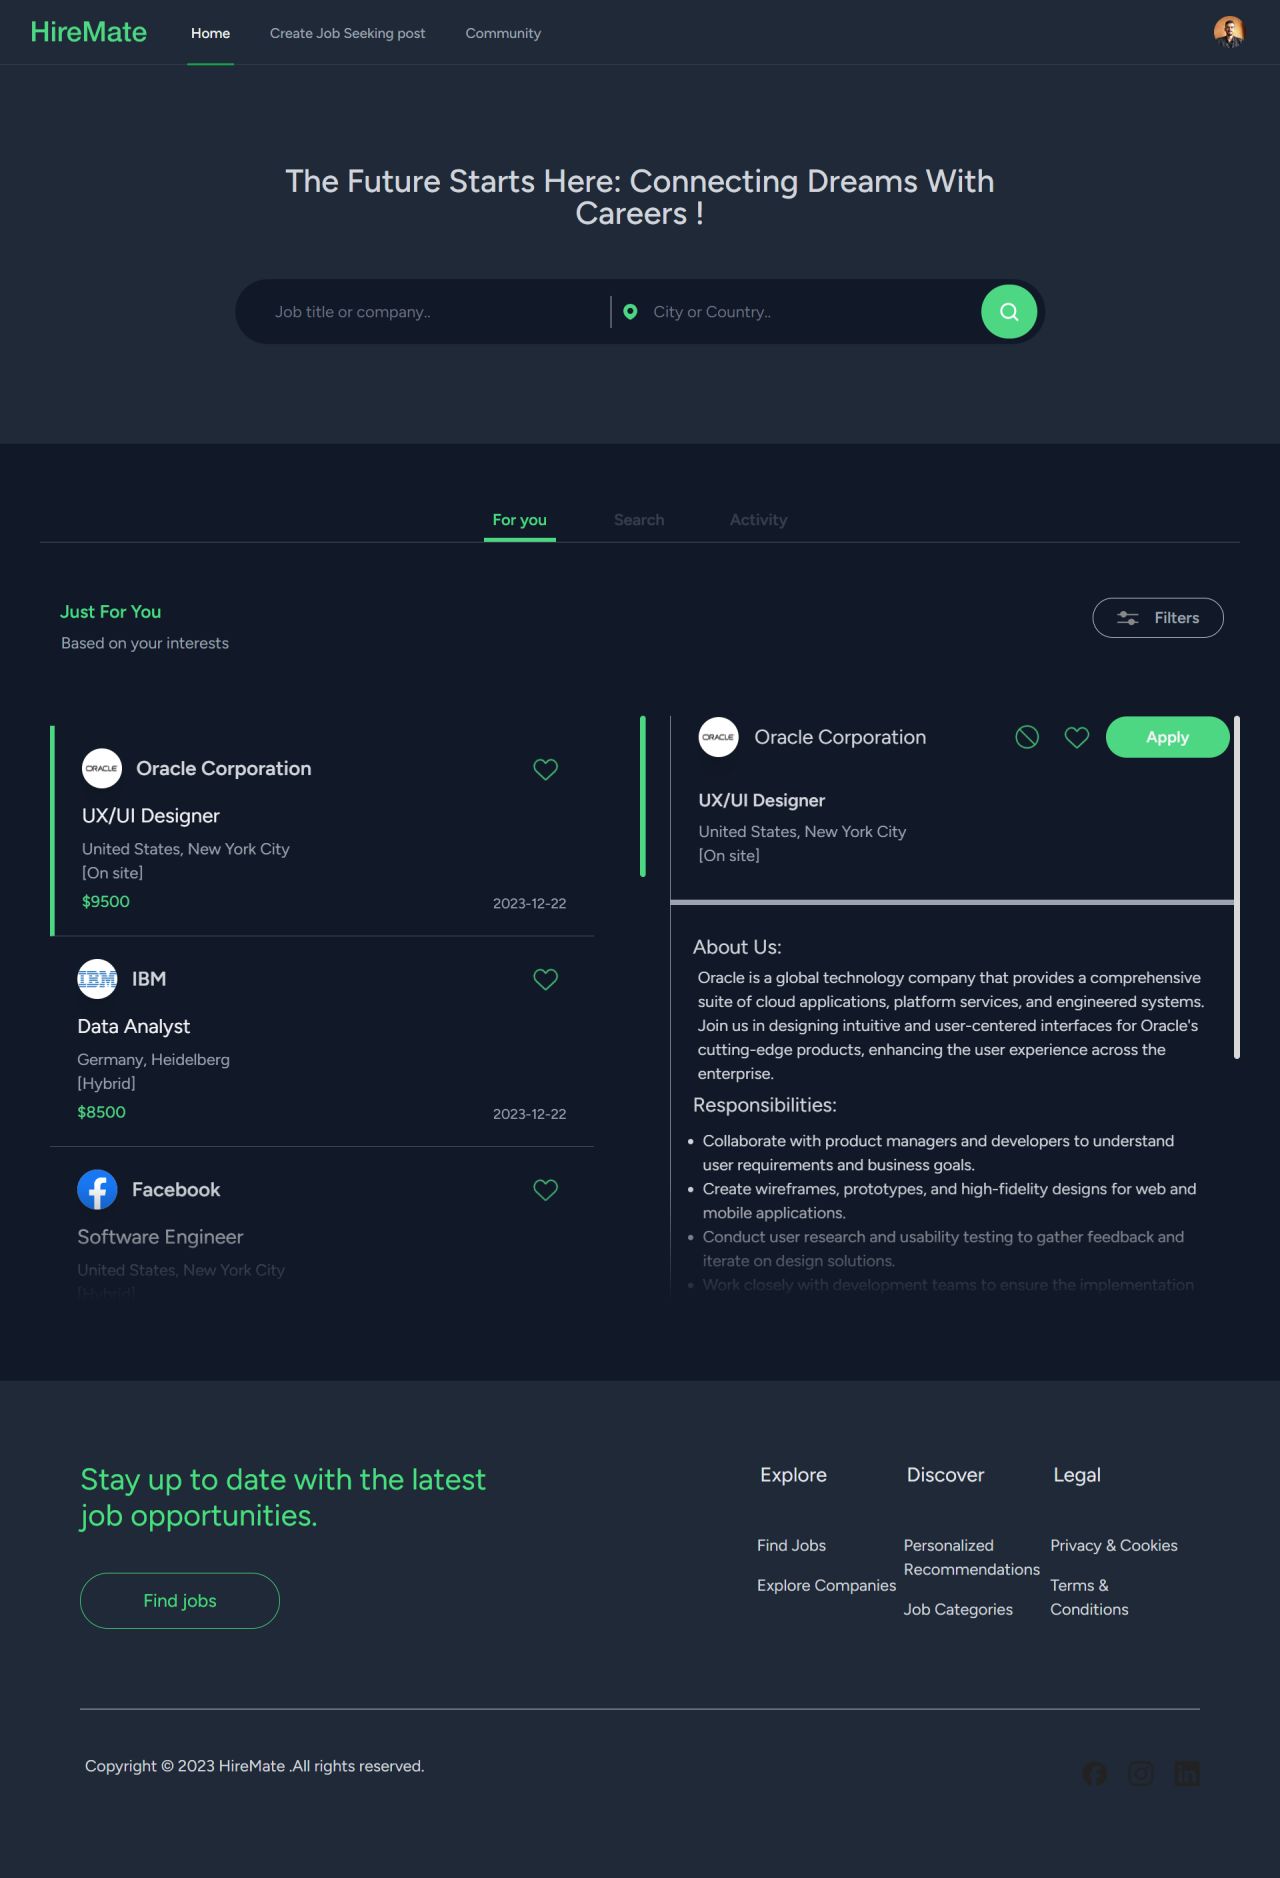 HireMate
Home
Create Job Seeking post
Community
The Future Starts Here: Connecting Dreams With
Careers !
Job title or company..
City or Country..
For you
Search
Activity
Just For You
Based on your interests
Filters
ORACLE
Oracle Corporation
UX/UI Designer
United States, New York City
[On site]
$9500
2023-12-22
IBM
IBM
Data Analyst
Germany, Heidelberg
[Hybrid]
$8500
2023-12-22
Facebook
Software Engineer
United States, New York City
[Hybrid]
ORACLE
Oracle Corporation
Apply
UX/UI Designer
United States, New York City
[On site]
About Us:
Oracle is a global technology company that provides a comprehensive
suite of cloud applications, platform services, and engineered systems.
Join us in designing intuitive and user-centered interfaces for Oracle's
cutting-edge products, enhancing the user experience across the
enterprise.
Responsibilities:
• Collaborate with product managers and developers to understand
user requirements and business goals.
• Create wireframes, prototypes, and high-fidelity designs for web and
mobile applications.
• Conduct user research and usability testing to gather feedback and
iterate on design solutions.
• Work closely with development teams to ensure the implementation
Stay up to date with the latest
job opportunities.
Find jobs
Explore
Find Jobs
Explore Companies
Discover
Personalized
Recommendations
Job Categories
Legal
Privacy & Cookies
Terms &
Conditions
Copyright © 2023 HireMate .All rights reserved.